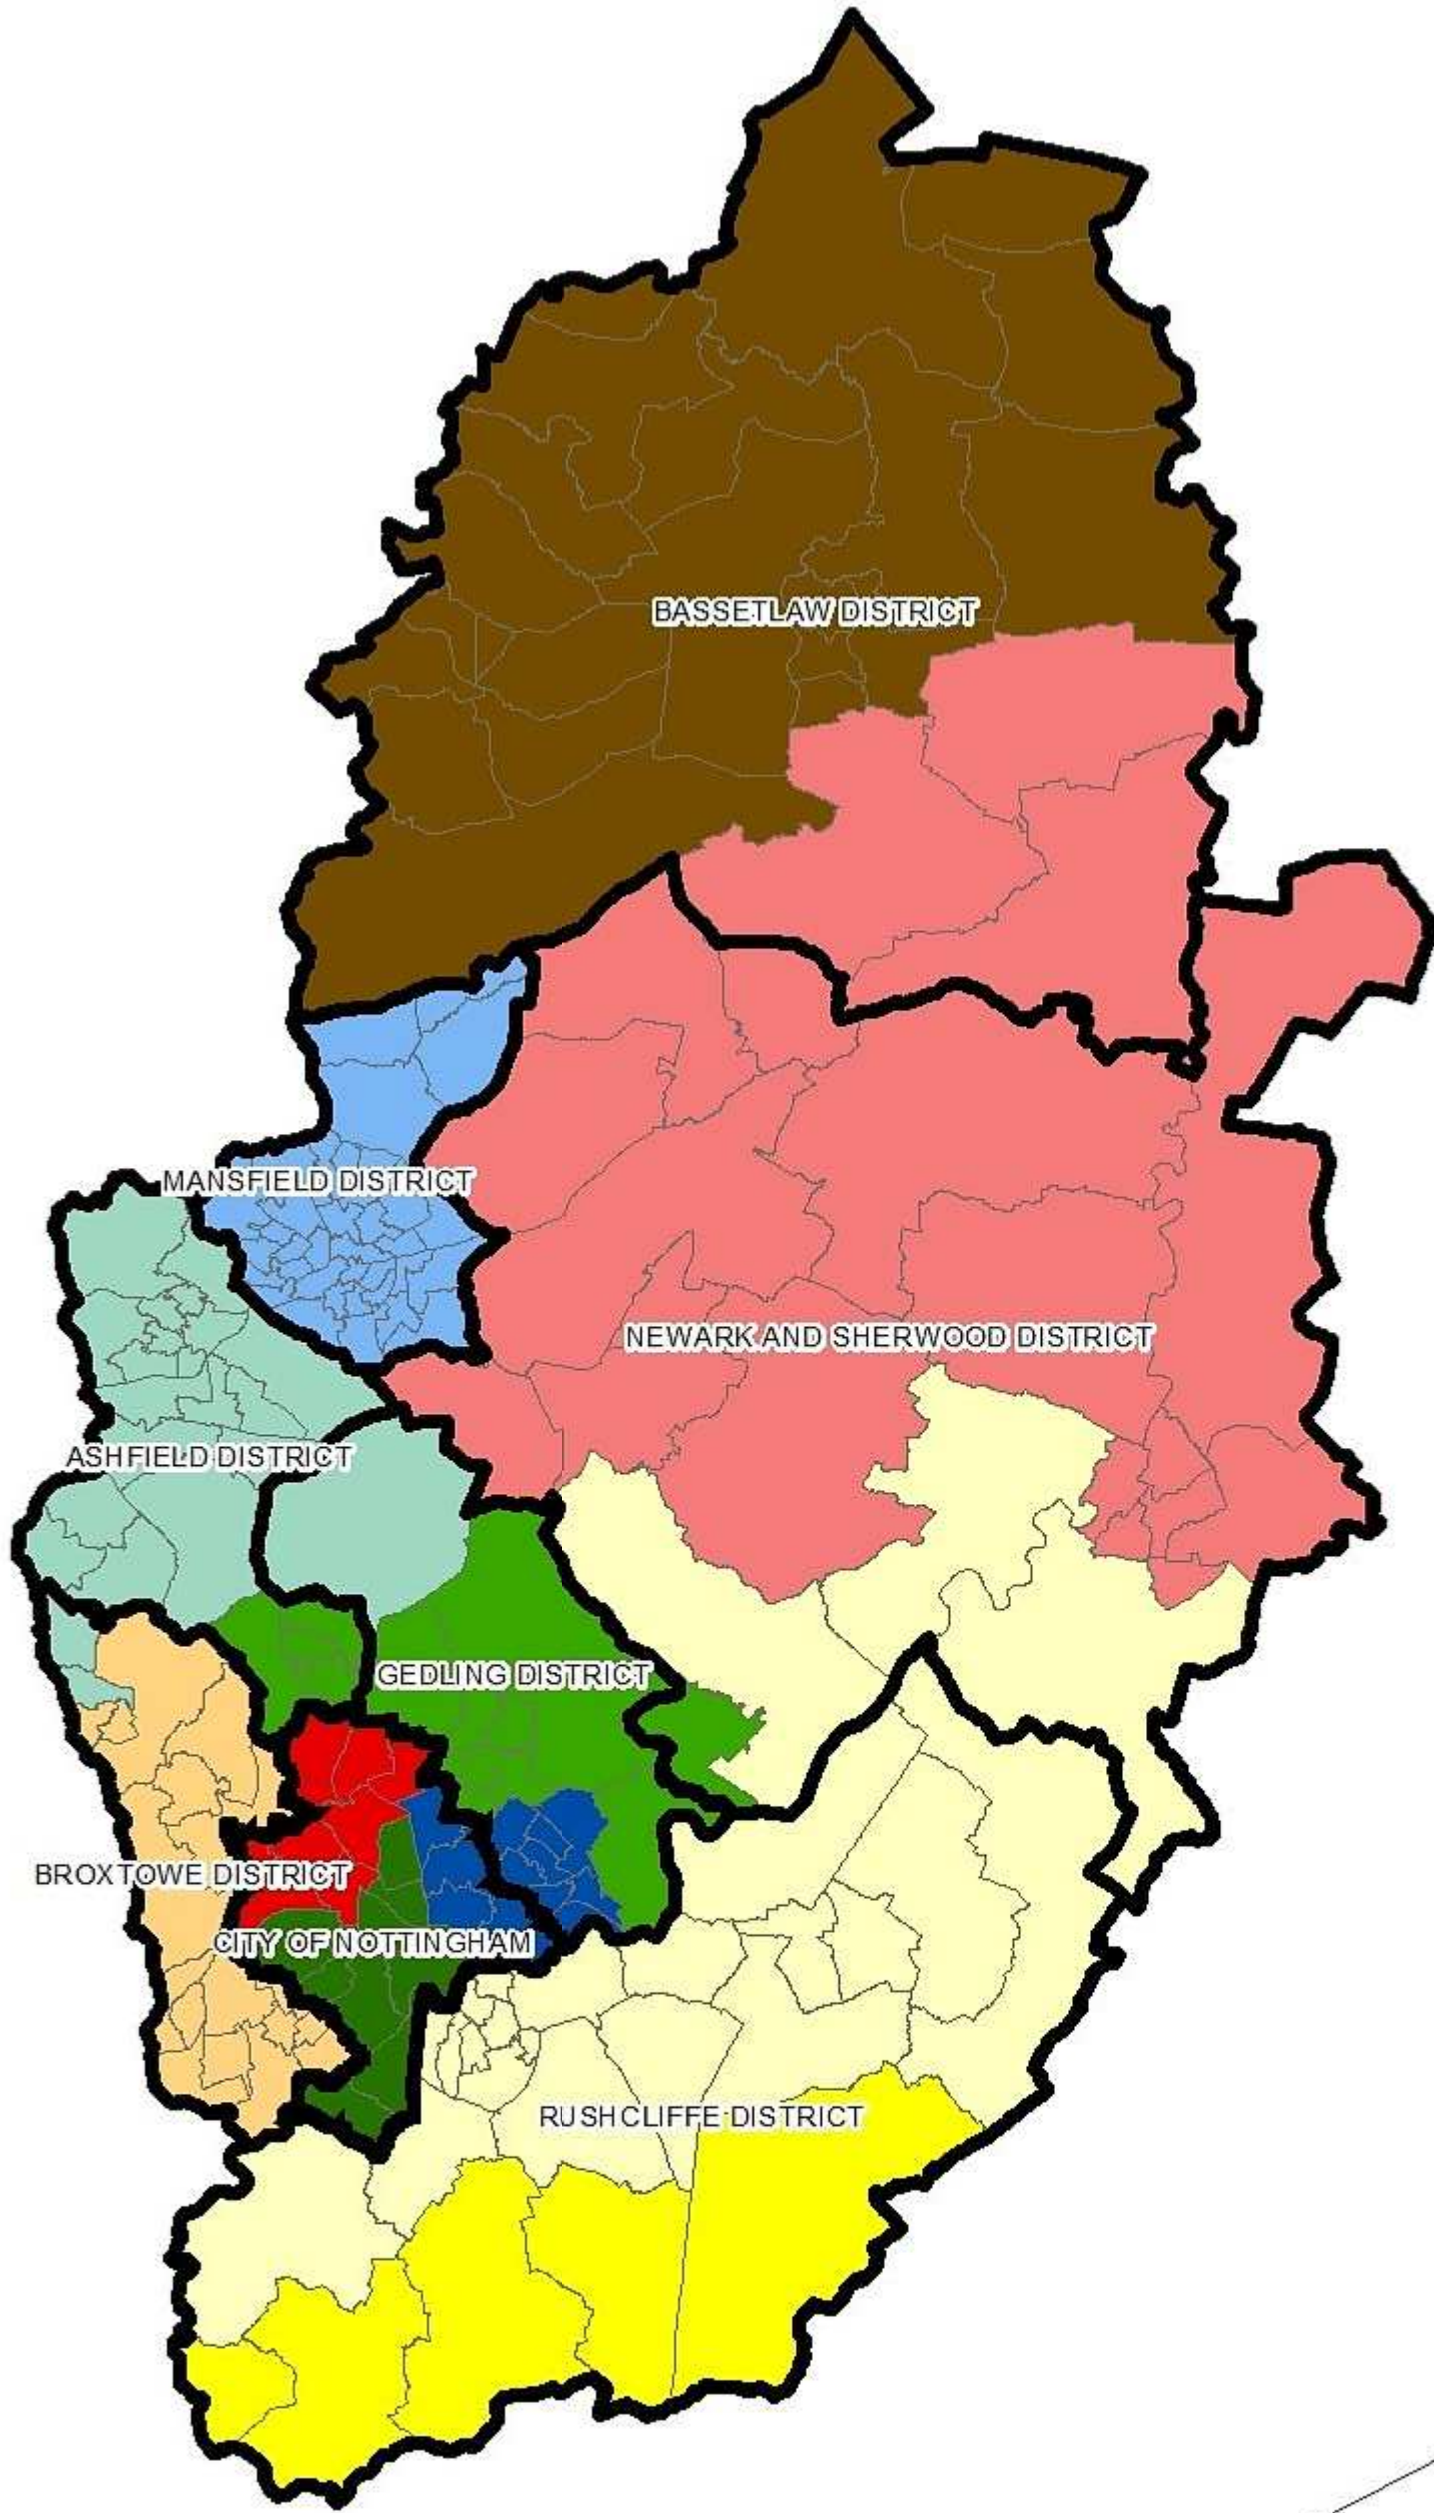 BASSETLAW DISTRICT
MANSFIELD DISTRICT
NEWARK AND SHERWOOD DISTRICT
ASHFIELD DISTRICT
GEDLING DISTRICT
BROXTOWE DISTRICT
CITY OF NOTTINGHAM
RUSHCLIFFE DISTRICT